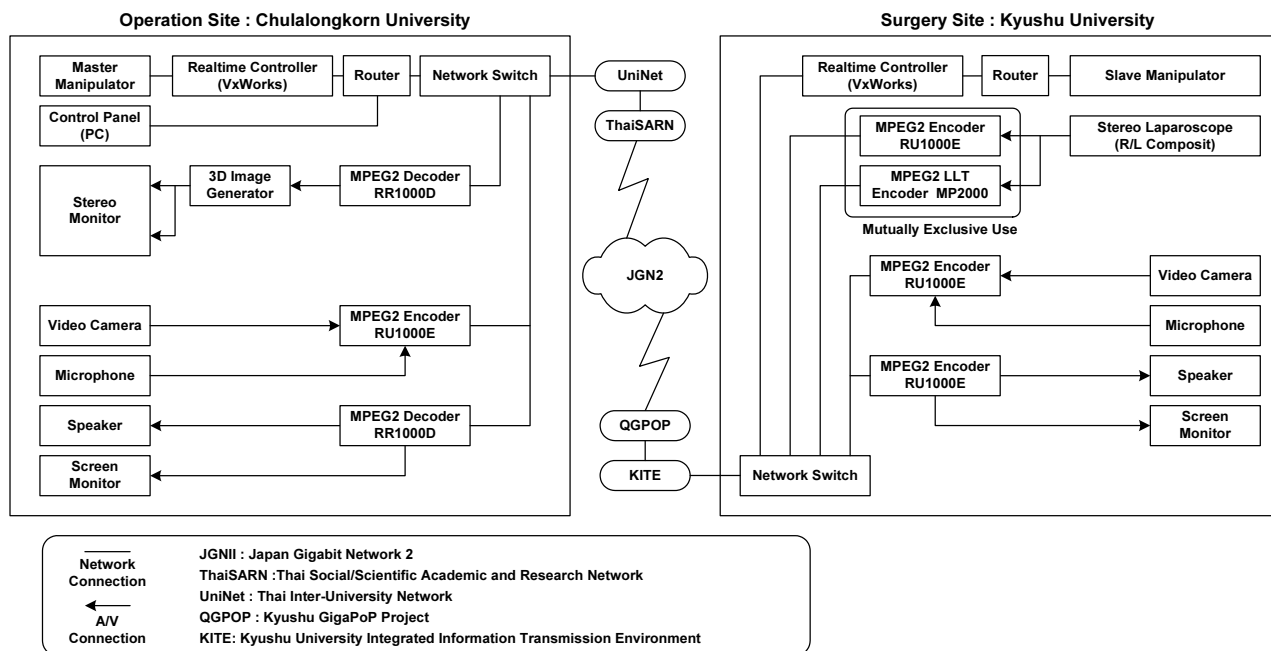 Operation Site : Chulalongkorn University
Master
Manipulator
Realtime Controller
(VxWorks)
Router
Network Switch
Control Panel
(PC)
Stereo
Monitor
3D Image
Generator
MPEG2 Decoder
RR1000D
Video Camera
MPEG2 Encoder
RU1000E
Microphone
Speaker
MPEG2 Decoder
RR1000D
Screen
Monitor
UniNet
ThaiSARN
JGN2
QGPOP
KITE
Surgery Site : Kyushu University
Realtime Controller
(VxWorks)
Router
Slave Manipulator
MPEG2 Encoder
RU1000E
Stereo Laparoscope
(R/L Composit)
MPEG2 LLT
Encoder MP2000
Mutually Exclusive Use
MPEG2 Encoder
RU1000E
Video Camera
Microphone
MPEG2 Encoder
RU1000E
Speaker
Screen
Monitor
Network Switch
Network
Connection
A/V
Connection
JGNII : Japan Gigabit Network 2
ThaiSARN :Thai Social/Scientific Academic and Research Network
UniNet : Thai Inter-University Network
QGPOP : Kyushu GigaPoP Project
KITE: Kyushu University Integrated Information Transmission Environment